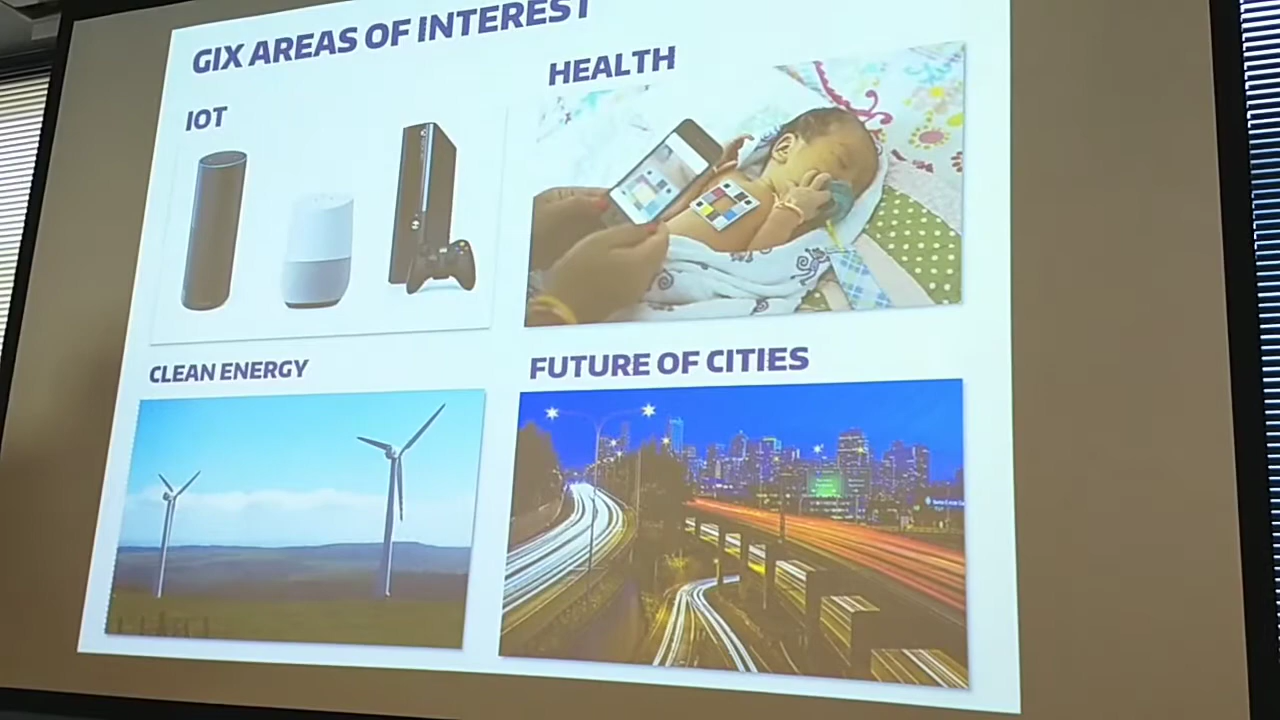 GIX AREAS OF INTEREST
IOT
HEALTH
CLEAN ENERGY
FUTURE OF CITIES